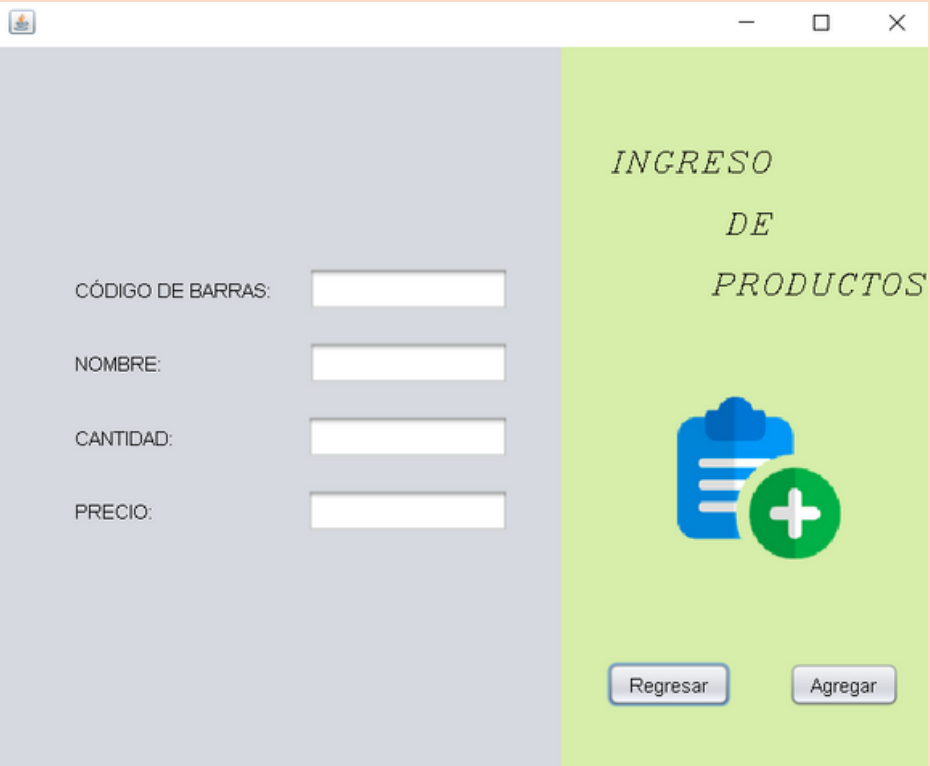 CÓDIGO DE BARRAS:
NOMBRE:
CANTIDAD:
PRECIO:
INGRESO
DE
PRODUCTOS
Regresar
Agregar